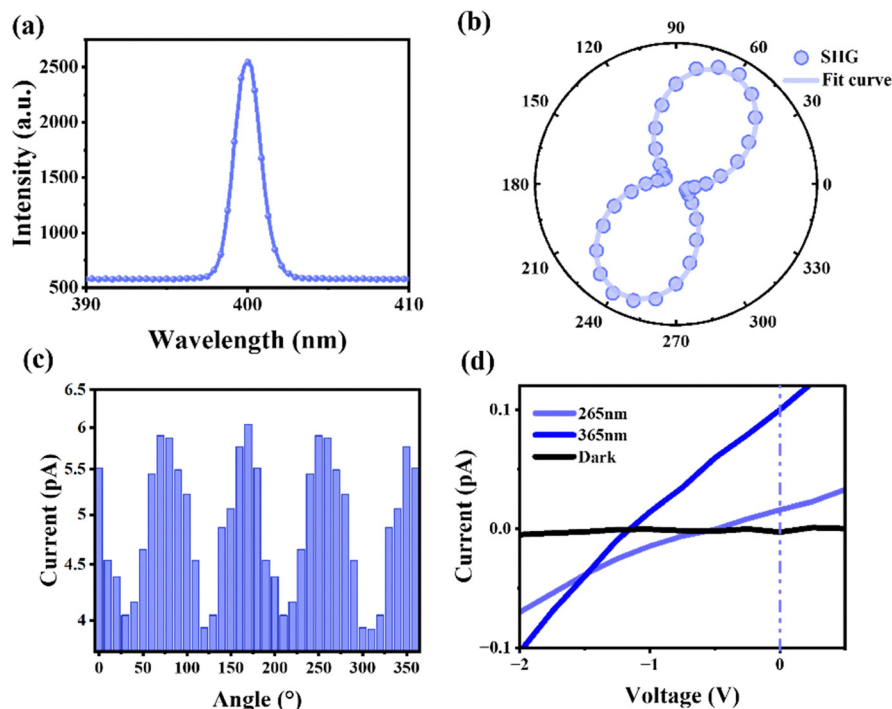 (a)
2500
2000
1500
1000
500
390
400
410
Intensity (a.u.)
Wavelength (nm)
(b)
90
60
30
0
330
300
270
240
210
180
150
120
SHG
Fit curve
(c)
6.5
6
5.5
5
4.5
4
0
50
100
150
200
250
300
350
Current (pA)
Angle (°)
(d)
265nm
365nm
Dark
0.1
0.0
−0.1
−2
−1
0
Current (pA)
Voltage (V)